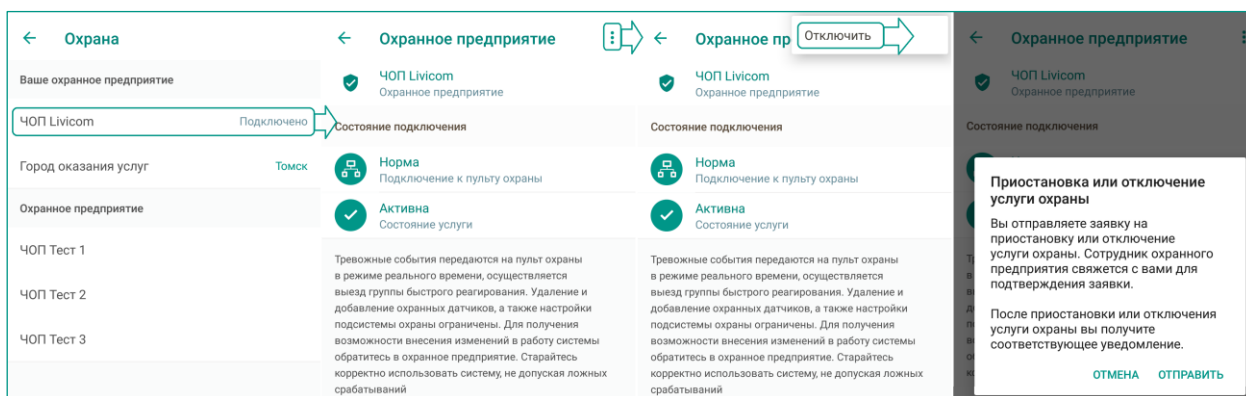 Охрана
Ваше охранное предприятие
ЧОП Livicom Подключено
Город оказания услуг Томск
Охранное предприятие
ЧОП Тест 1
ЧОП Тест 2
ЧОП Тест 3
Охранное предприятие
ЧОП Livicom
Охранное предприятие
Состояние подключения
Норма
Подключение к пульту охраны
Активна
Состояние услуги
Тревожные события передаются на пульт охраны
в режиме реального времени, осуществляется
выезд группы быстрого реагирования. Удаление и
добавление охранных датчиков, а также настройки
подсистемы охраны ограничены. Для получения
возможности внесения изменений в работу системы
обратитесь в охранное предприятие. Старайтесь
корректно использовать систему, не допуская ложных
срабатываний
Охранное пр
Отключить
ЧОП Livicom
Охранное предприятие
Состояние подключения
Норма
Подключение к пульту охраны
Активна
Состояние услуги
Тревожные события передаются на пульт охраны
в режиме реального времени, осуществляется
выезд группы быстрого реагирования. Удаление и
добавление охранных датчиков, а также настройки
подсистемы охраны ограничены. Для получения
возможности внесения изменений в работу системы
обратитесь в охранное предприятие. Старайтесь
корректно использовать систему, не допуская ложных
срабатываний
Охранное предприятие
ЧОП Livicom
Охранное предприятие
Состояние подключения
Приостановка или отключение
услуги охраны
Вы отправляете заявку на
приостановку или отключение
услуги охраны. Сотрудник охранного
предприятия свяжется с вами для
подтверждения заявки.
После приостановки или отключения
услуги охраны вы получите
соответствующее уведомление.
ОТМЕНА ОТПРАВИТЬ